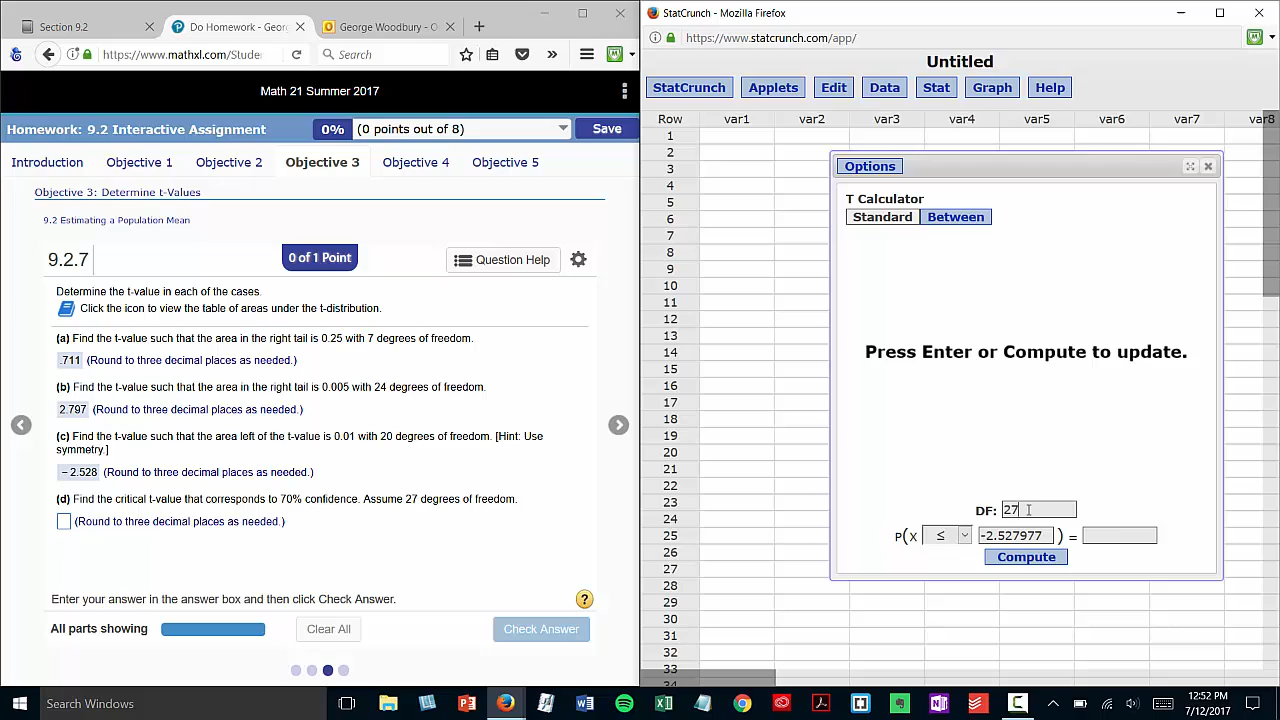 Section 9.2
Do Homework - Georg
George Woodbury - O
https://www.mathxl.com/Stude
Search
Math 21 Summer 2017
Homework: 9.2 Interactive Assignment
0%
(0 points out of 8)
Save
Introduction
Objective 1
Objective 2
Objective 3
Objective 4
Objective 5
Objective 3: Determine t-Values
9.2 Estimating a Population Mean
9.2.7
0 of 1 Point
Question Help
Determine the t-value in each of the cases.
Click the icon to view the table of areas under the t-distribution.
(a) Find the t-value such that the area in the right tail is 0.25 with 7 degrees of freedom.
.711 (Round to three decimal places as needed.)
(b) Find the t-value such that the area in the right tail is 0.005 with 24 degrees of freedom.
2.797 (Round to three decimal places as needed.)
(c) Find the t-value such that the area left of the t-value is 0.01 with 20 degrees of freedom. [Hint: Use
symmetry.]
− 2.528 (Round to three decimal places as needed.)
(d) Find the critical t-value that corresponds to 70% confidence. Assume 27 degrees of freedom.
(Round to three decimal places as needed.)
Enter your answer in the answer box and then click Check Answer.
?
All parts showing
Clear All
Check Answer
StatCrunch - Mozilla Firefox
https://www.statcrunch.com/app/
Untitled
StatCrunch
Applets
Edit
Data
Stat
Graph
Help
Row var1 var2 var3 var4 var5 var6 var7 var8
1
2
3
4
5
6
7
8
9
10
11
12
13
14
15
16
17
18
19
20
21
22
23
24
25
26
27
28
29
30
31
32
33
34
Options
T Calculator
Standard Between
Press Enter or Compute to update.
DF: 27
P(X ≤ -2.527977 ) =
Compute
Search Windows
12:52 PM
7/12/2017